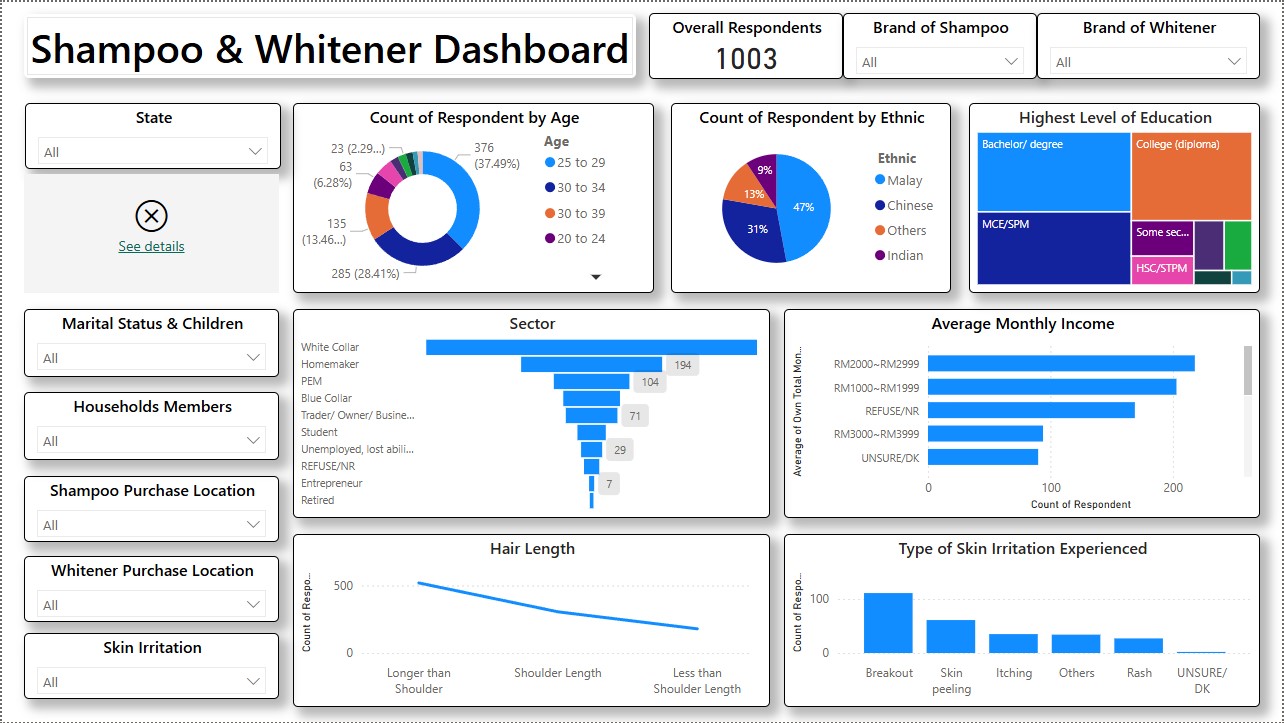 Shampoo & Whitener Dashboard
Overall Respondents
1003
Brand of Shampoo
All
Brand of Whitener
All
State
All
See details
Count of Respondent by Age
376
(37.49%)
285 (28.41%)
135
(13.46...)
63
(6.28%)
23 (2.29...)
Age
25 to 29
30 to 34
30 to 39
20 to 24
Count of Respondent by Ethnic
47%
31%
13%
9%
Ethnic
Malay
Chinese
Others
Indian
Highest Level of Education
Bachelor/ degree
College (diploma)
MCE/SPM
Some sec...
HSC/STPM
Marital Status & Children
All
Households Members
All
Shampoo Purchase Location
All
Whitener Purchase Location
All
Skin Irritation
All
Sector
White Collar
Homemaker
194
PEM
104
Blue Collar
Trader/ Owner/ Busine...
71
Student
Unemployed, lost abili...
29
REFUSE/NR
Entrepreneur
7
Retired
Average Monthly Income
Average of Own Total Mon...
RM2000~RM2999
RM1000~RM1999
REFUSE/NR
RM3000~RM3999
UNSURE/DK
0
100
200
Count of Respondent
Hair Length
Count of Respo...
500
0
Longer than
Shoulder
Shoulder Length
Less than
Shoulder Length
Type of Skin Irritation Experienced
Count of Respo...
100
0
Breakout
Skin
peeling
Itching
Others
Rash
UNSURE/
DK